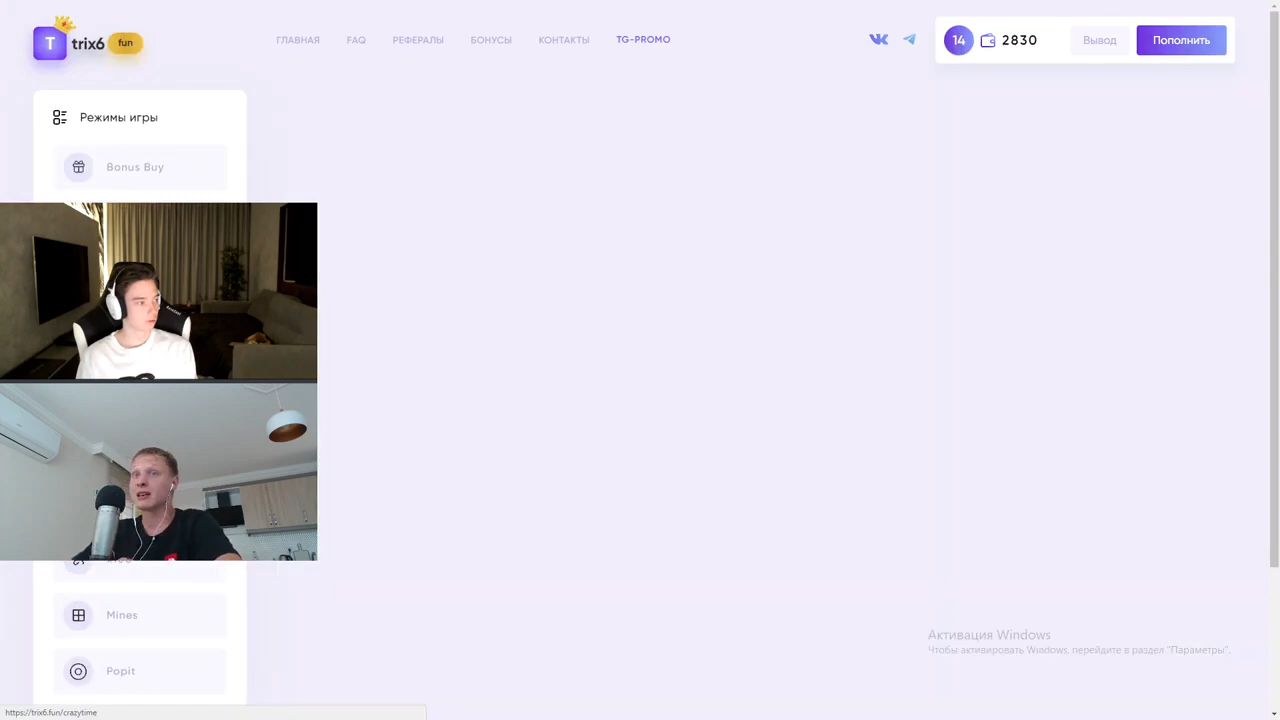 T trix6 fun
ГЛАВНАЯ FAQ РЕФЕРАЛЫ БОНУСЫ КОНТАКТЫ TG-PROMO
14 2830 Вывод Пополнить
Режимы игры
Bonus Buy
Mines
Popit
Активация Windows
Чтобы активировать Windows, перейдите в раздел "Параметры".
https://trix6.fun/crazytime